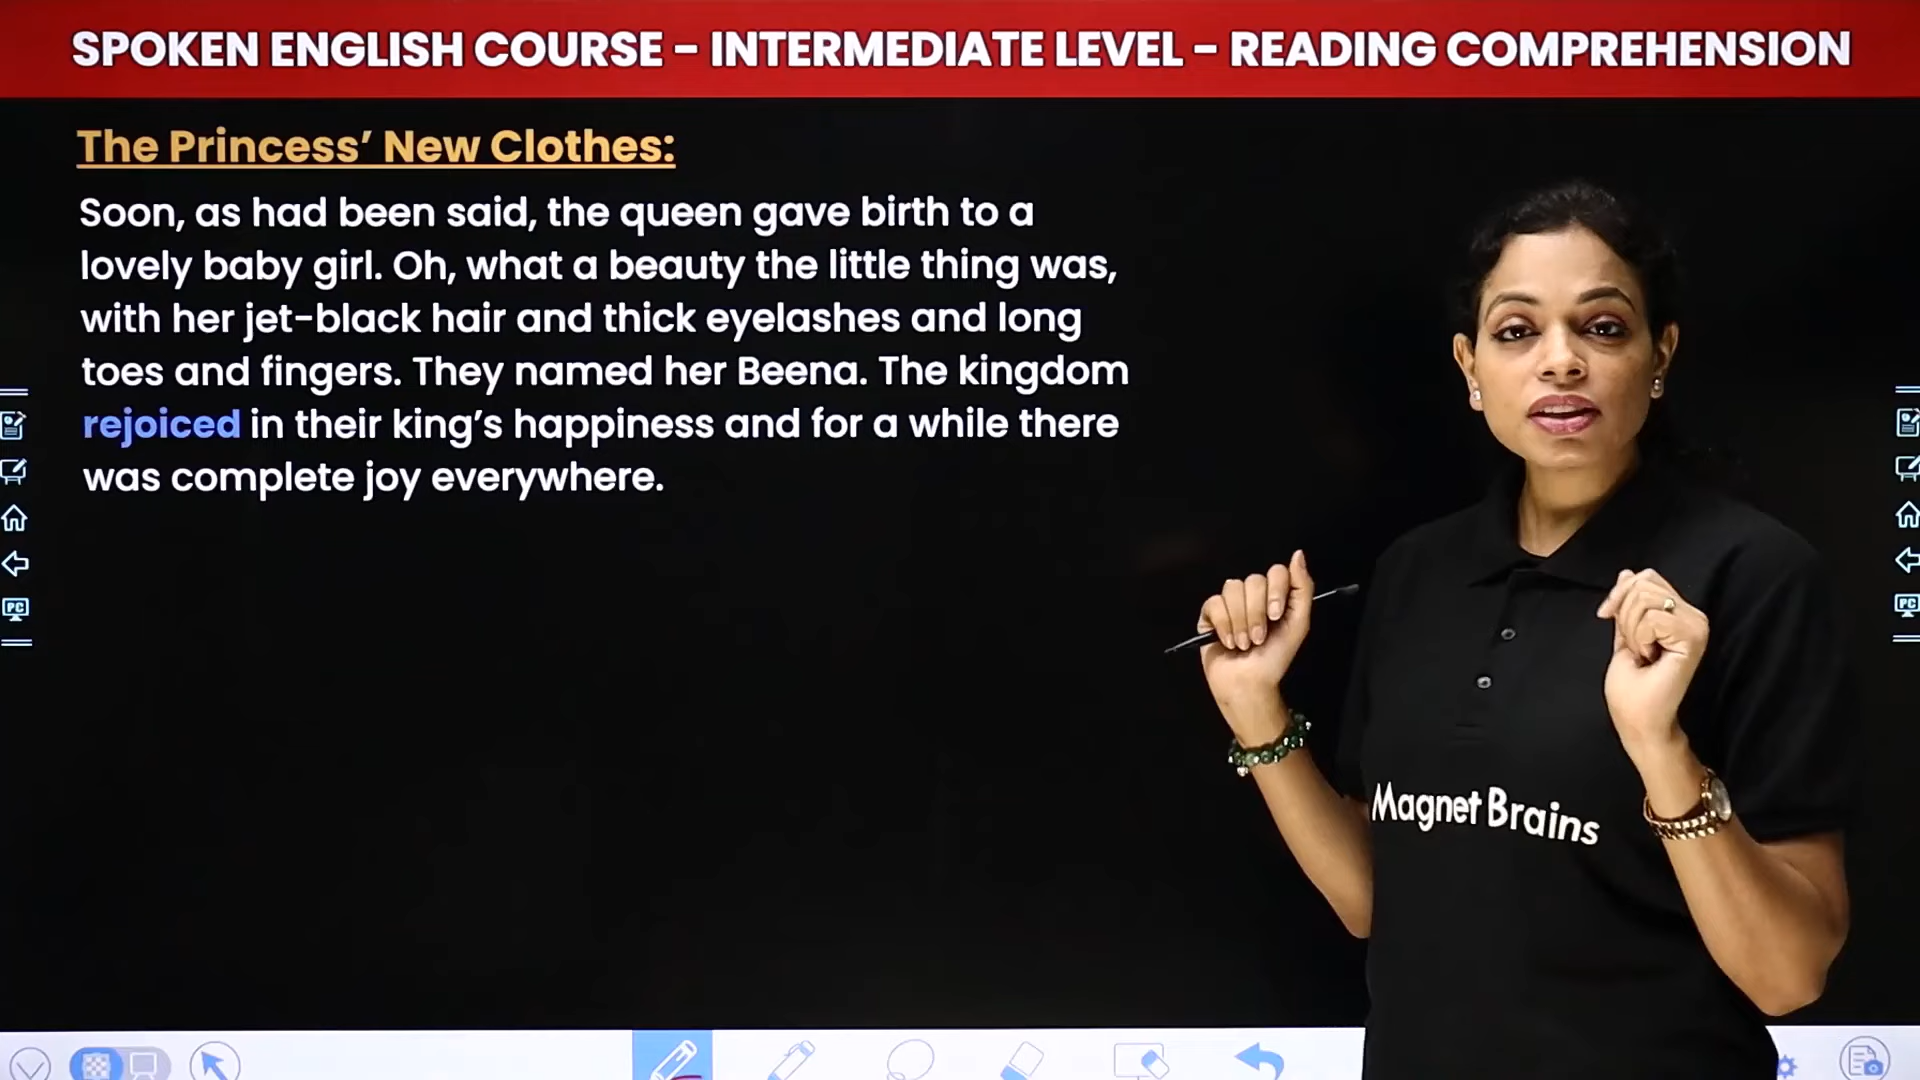 SPOKEN ENGLISH COURSE – INTERMEDIATE LEVEL – READING COMPREHENSION
The Princess’ New Clothes:
Soon, as had been said, the queen gave birth to a
lovely baby girl. Oh, what a beauty the little thing was,
with her jet-black hair and thick eyelashes and long
toes and fingers. They named her Beena. The kingdom
rejoiced in their king’s happiness and for a while there
was complete joy everywhere.
PC
PC
Magnet Brains